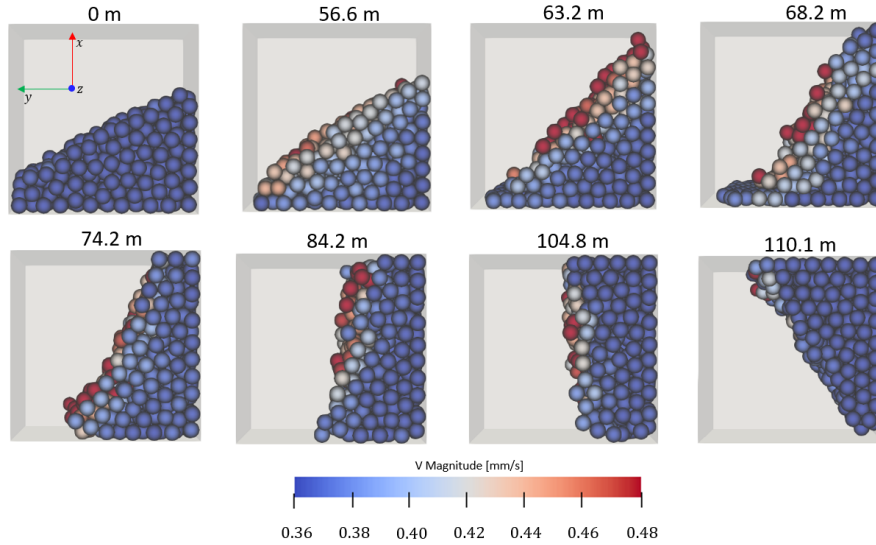 0 m 56.6 m 63.2 m 68.2 m
x
y
z
74.2 m 84.2 m 104.8 m 110.1 m
V Magnitude [mm/s]
0.36 0.38 0.40 0.42 0.44 0.46 0.48